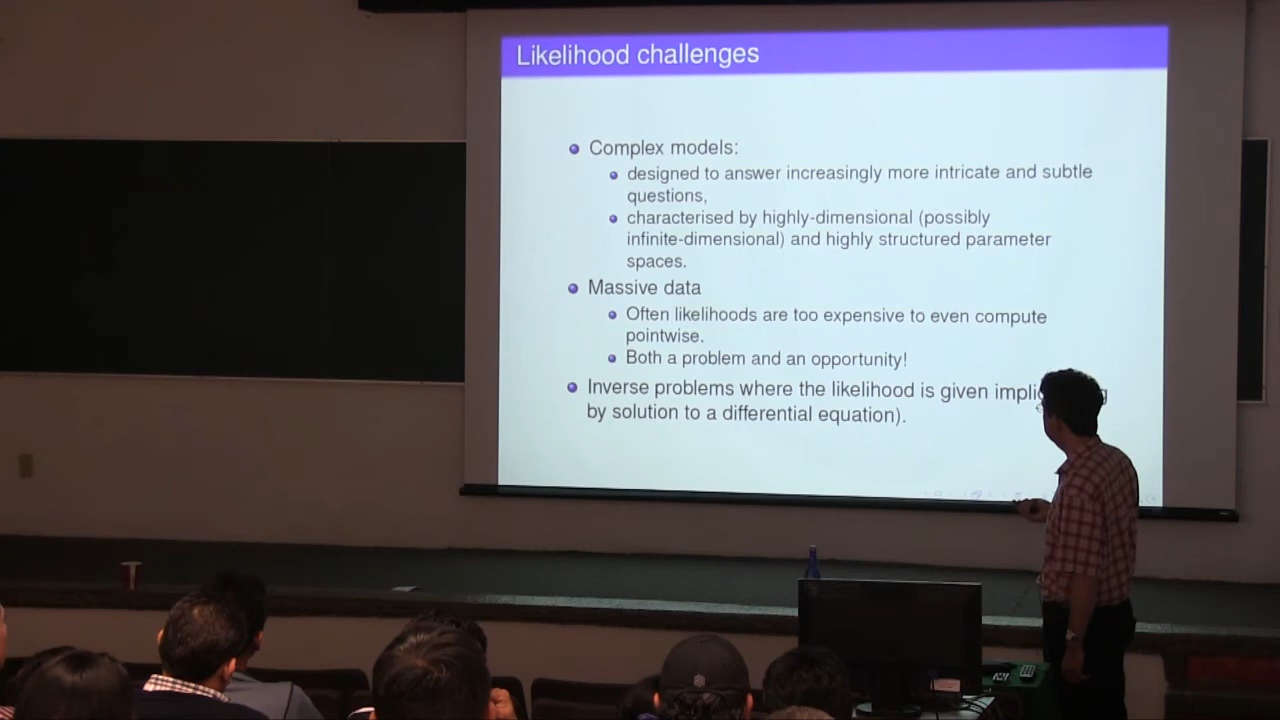 Likelihood challenges
Complex models:
designed to answer increasingly more intricate and subtle
questions,
characterised by highly-dimensional (possibly
infinite-dimensional) and highly structured parameter
spaces.
Massive data
Often likelihoods are too expensive to even compute
pointwise.
Both a problem and an opportunity!
Inverse problems where the likelihood is given
by solution to a differential equation).